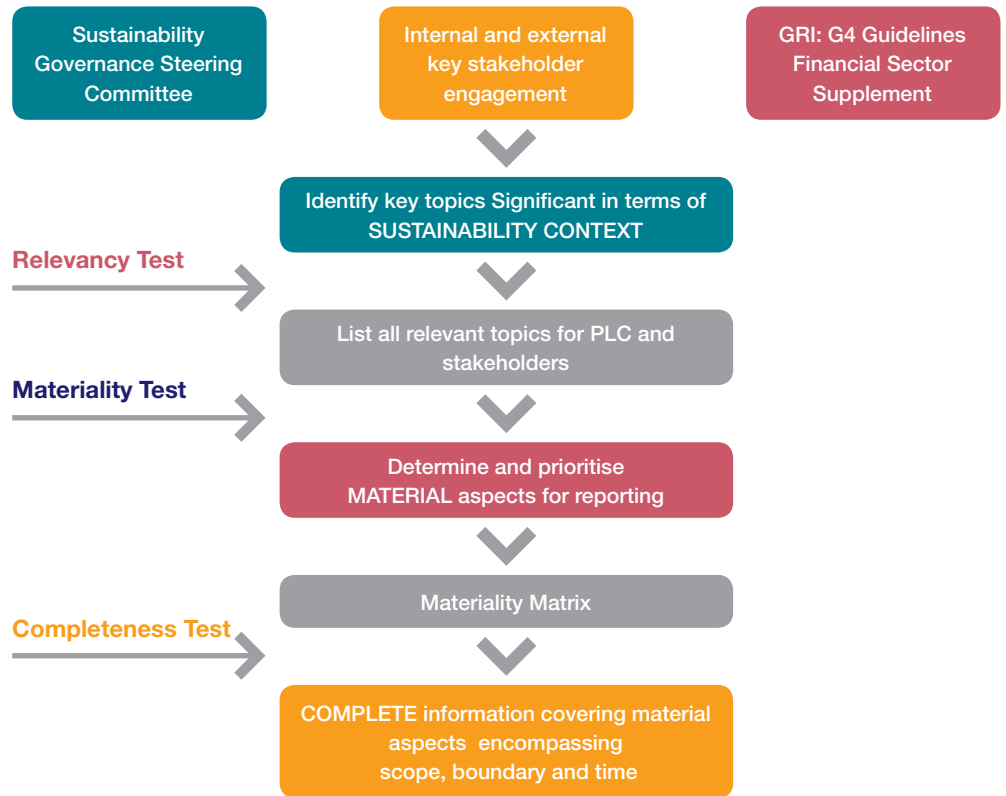 Sustainability
Governance Steering
Committee
Internal and external
key stakeholder
engagement
GRI: G4 Guidelines
Financial Sector
Supplement
Identify key topics Significant in terms of
SUSTAINABILITY CONTEXT
Relevancy Test
List all relevant topics for PLC and
stakeholders
Materiality Test
Determine and prioritise
MATERIAL aspects for reporting
Materiality Matrix
Completeness Test
COMPLETE information covering material
aspects encompassing
scope, boundary and time